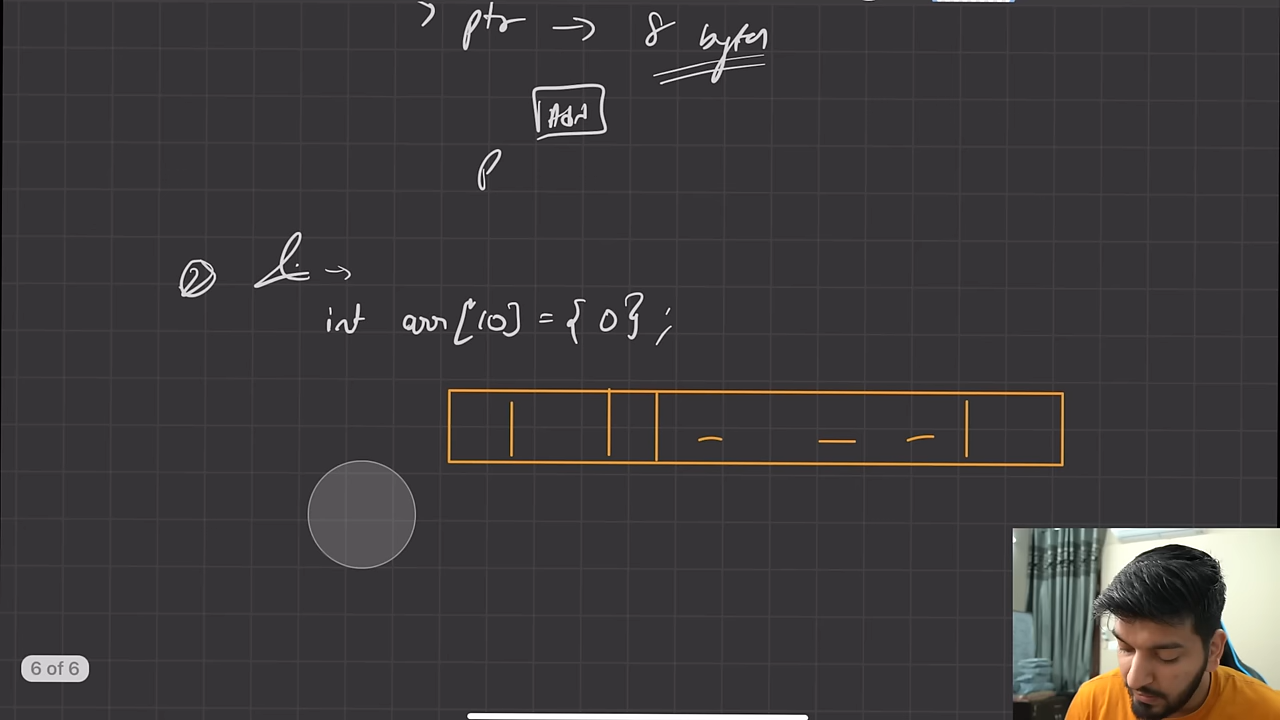 ptr → 8 bytes
Add
P
② & →
int arr[10] = { 0 } ;
6 of 6